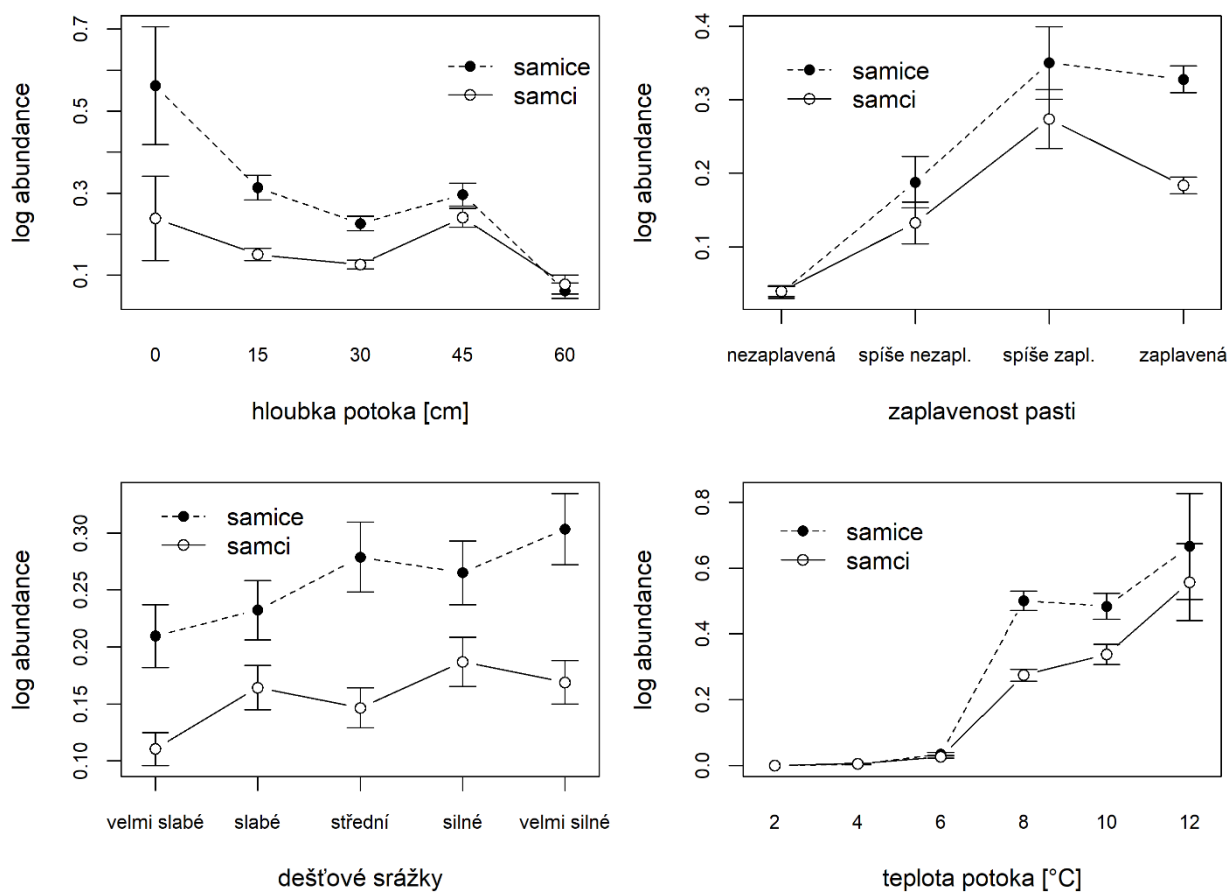 log abundance
0.7
0.5
0.3
0.1
samice
samci
0 15 30 45 60
hloubka potoka [cm]
log abundance
0.4
0.3
0.2
0.1
samice
samci
nezaplavená spíše nezapl. spíše zapl. zaplavená
zaplavenost pasti
log abundance
0.30
0.25
0.20
0.15
0.10
samice
samci
velmi slabé slabé střední silné velmi silné
dešťové srážky
log abundance
0.8
0.6
0.4
0.2
0.0
samice
samci
2 4 6 8 10 12
teplota potoka [°C]